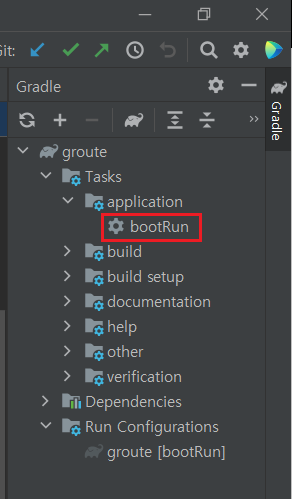 Git:
Gradle
Gradle
groute
Tasks
application
bootRun
build
build setup
documentation
help
other
verification
Dependencies
Run Configurations
groute [bootRun]